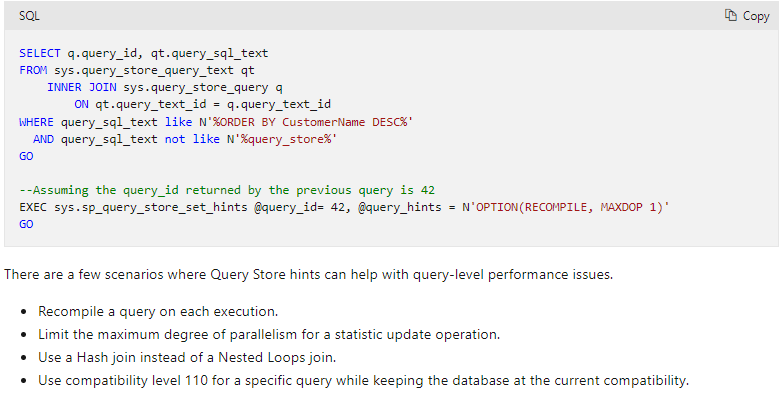 SQL
Copy
SELECT q.query_id, qt.query_sql_text
FROM sys.query_store_query_text qt
    INNER JOIN sys.query_store_query q
        ON qt.query_text_id = q.query_text_id
WHERE query_sql_text like N'%ORDER BY CustomerName DESC%'
  AND query_sql_text not like N'%query_store%'
GO

--Assuming the query_id returned by the previous query is 42
EXEC sys.sp_query_store_set_hints @query_id= 42, @query_hints = N'OPTION(RECOMPILE, MAXDOP 1)'
GO

There are a few scenarios where Query Store hints can help with query-level performance issues.
• Recompile a query on each execution.
• Limit the maximum degree of parallelism for a statistic update operation.
• Use a Hash join instead of a Nested Loops join.
• Use compatibility level 110 for a specific query while keeping the database at the current compatibility.